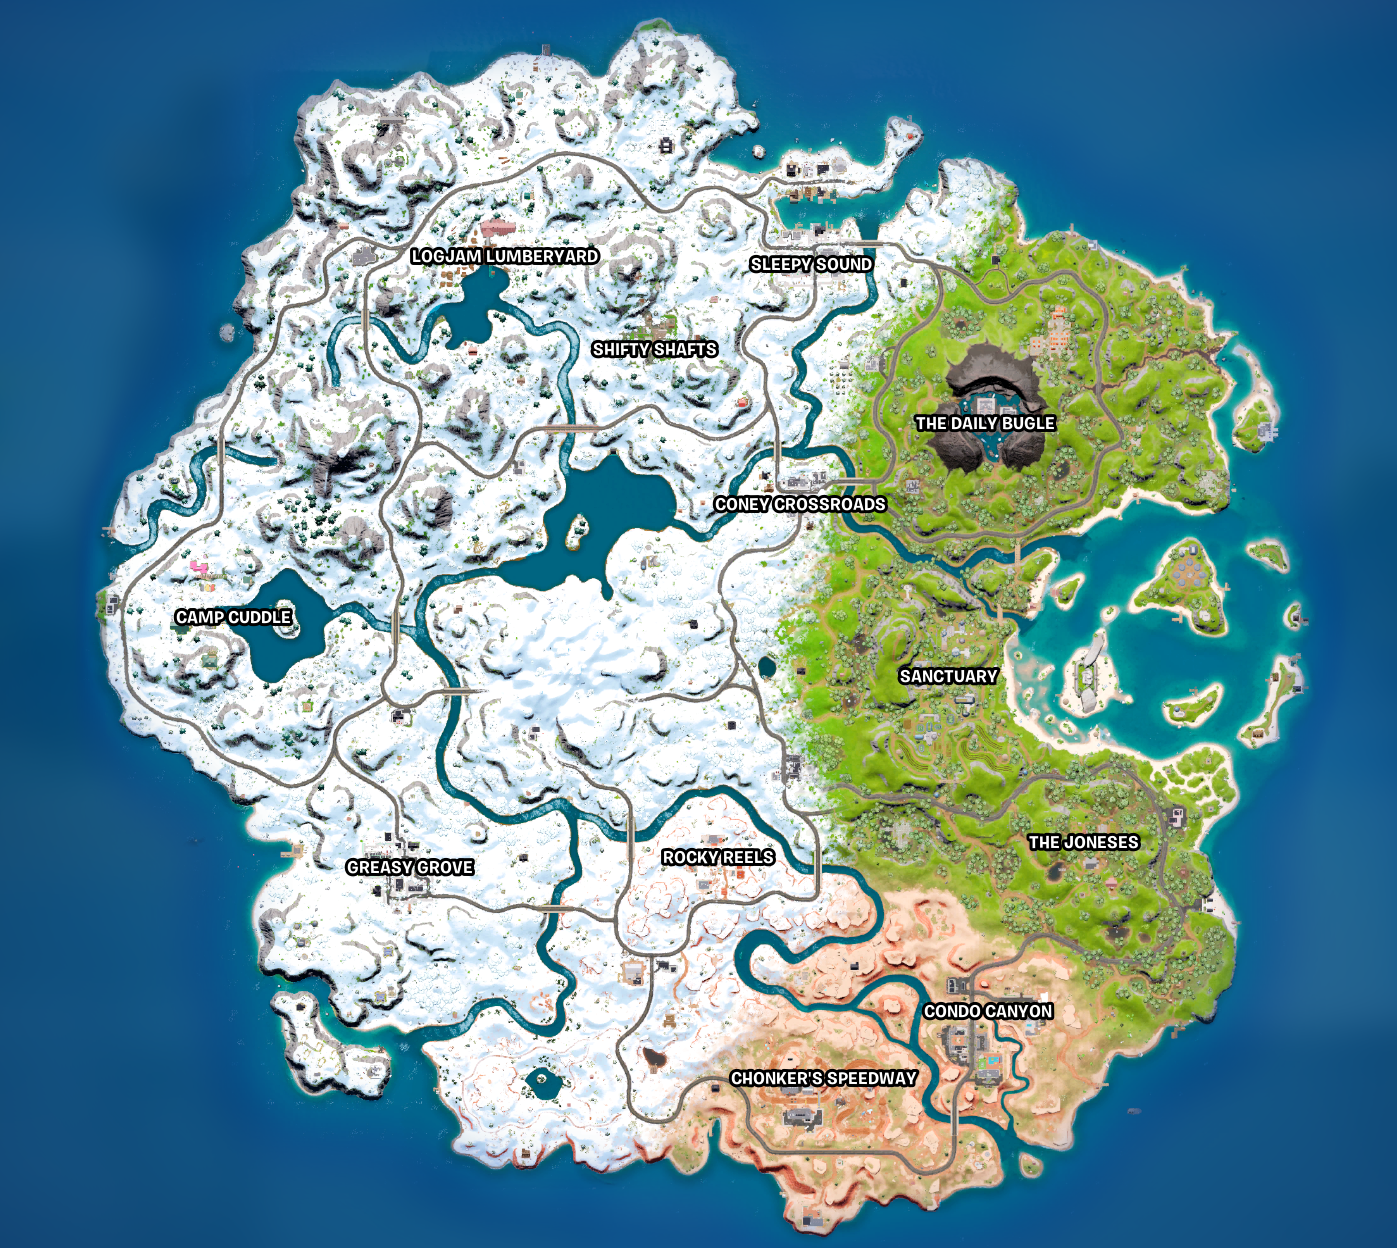 LOGJAM LUMBERYARD
SLEEPY SOUND
SHIFTY SHAFTS
THE DAILY BUGLE
CONEY CROSSROADS
CAMP CUDDLE
SANCTUARY
THE JONESES
ROCKY REELS
GREASY GROVE
CONDO CANYON
CHONKER'S SPEEDWAY